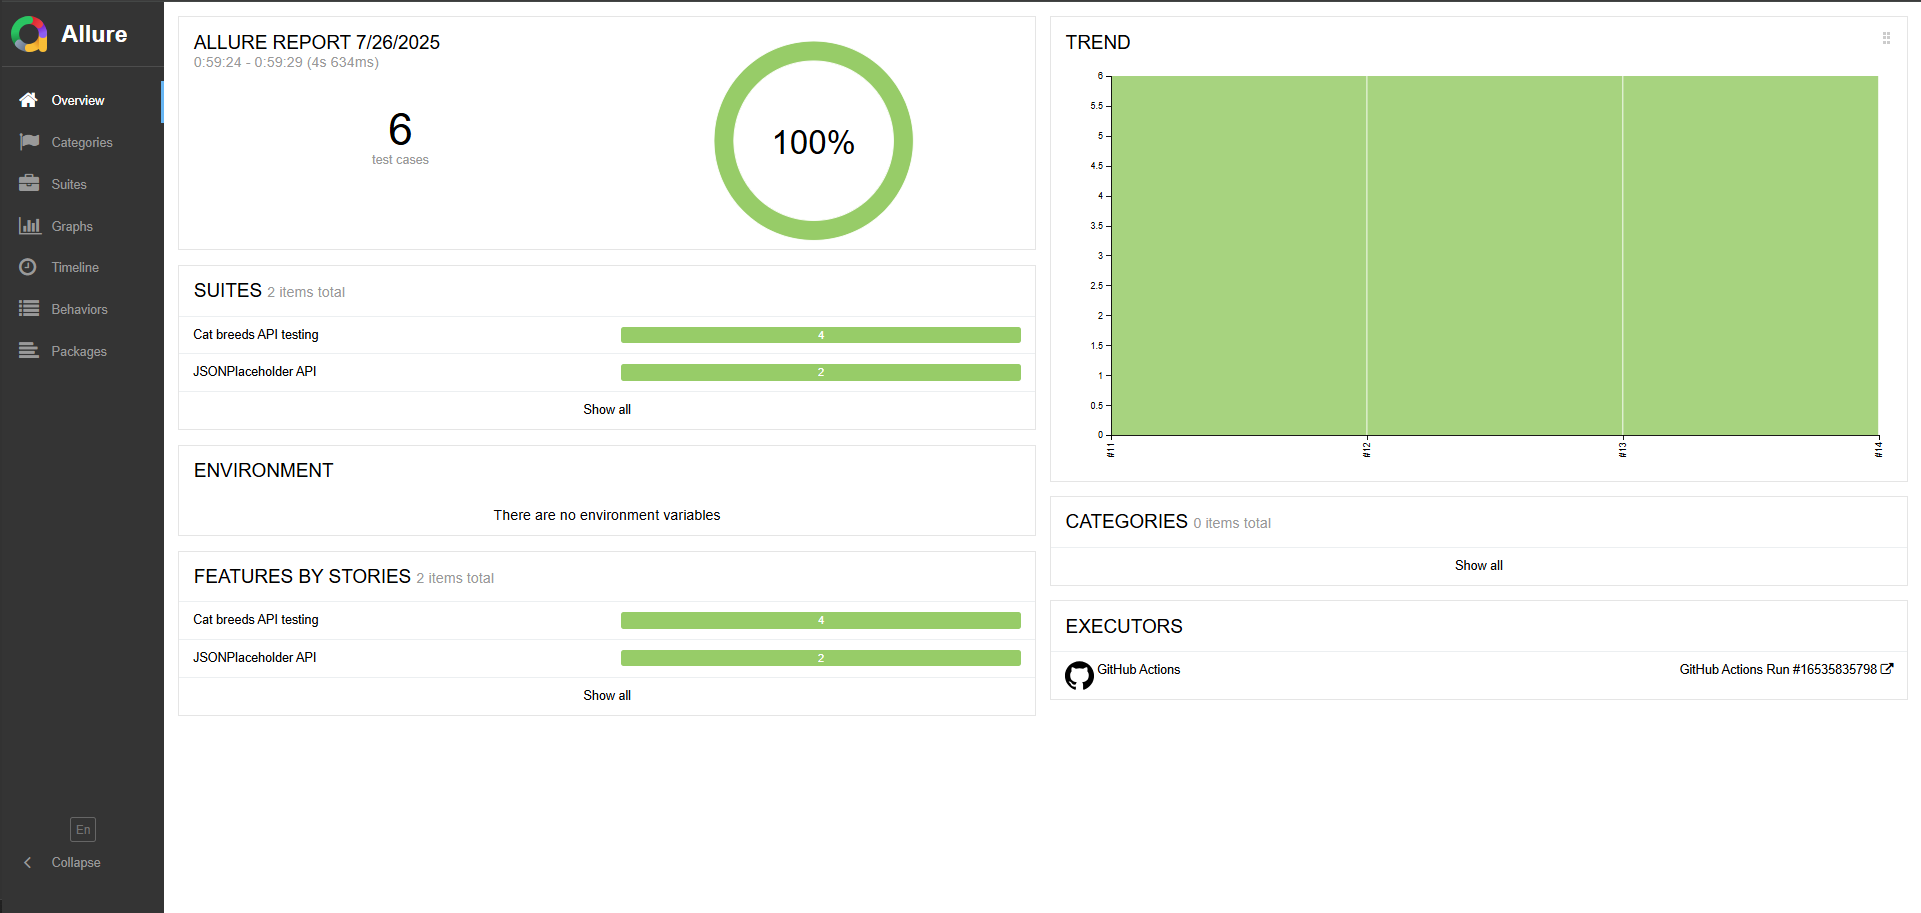 Allure
Overview
Categories
Suites
Graphs
Timeline
Behaviors
Packages
En
Collapse
ALLURE REPORT 7/26/2025
0:59:24 - 0:59:29 (4s 634ms)
6
test cases
100%
SUITES 2 items total
Cat breeds API testing 4
JSONPlaceholder API 2
Show all
ENVIRONMENT
There are no environment variables
FEATURES BY STORIES 2 items total
Cat breeds API testing 4
JSONPlaceholder API 2
Show all
TREND
6
5.5
5
4.5
4
3.5
3
2.5
2
1.5
1
0.5
0
#11 #12 #13 #14
CATEGORIES 0 items total
Show all
EXECUTORS
GitHub Actions GitHub Actions Run #16535835798